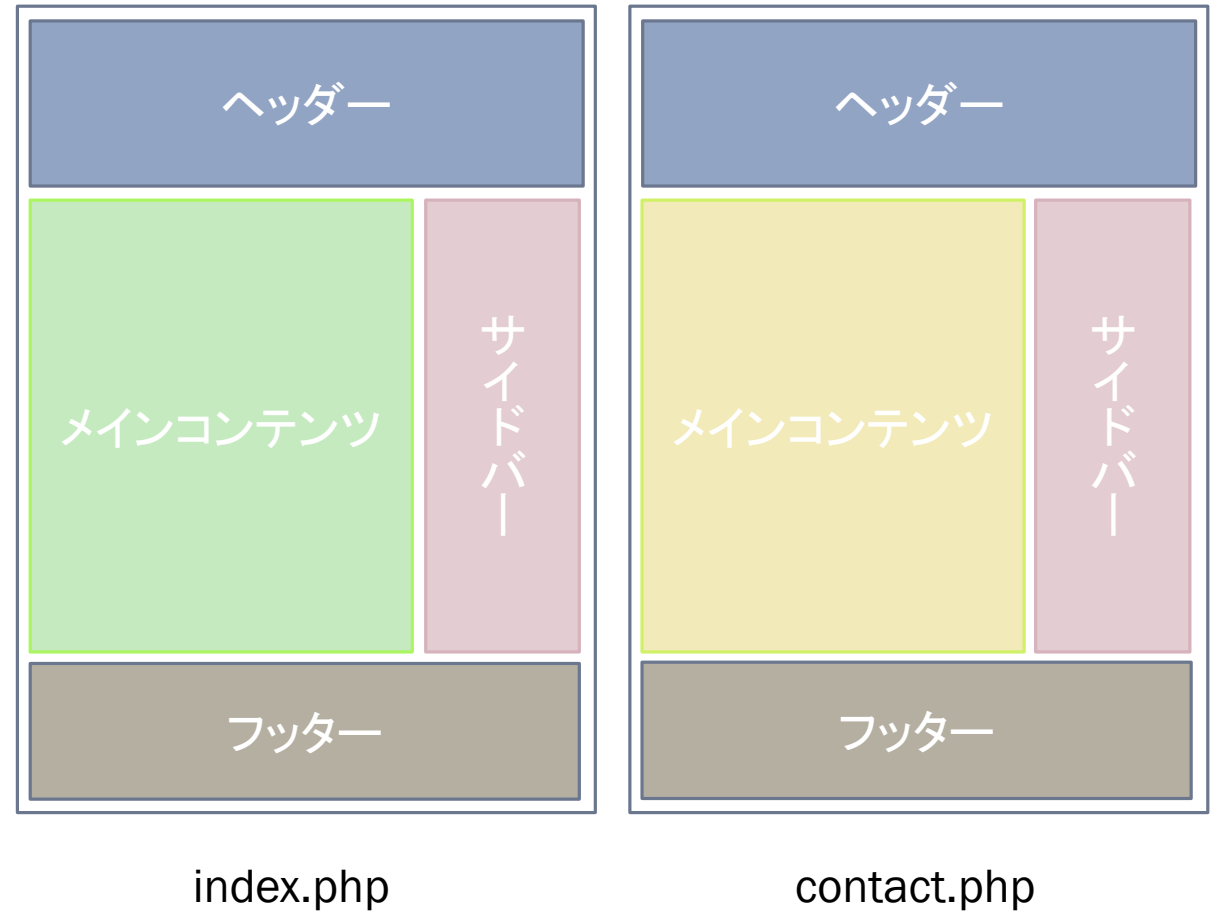 ヘッダー
メインコンテンツ
サイドバー
フッター
index.php
ヘッダー
メインコンテンツ
サイドバー
フッター
contact.php